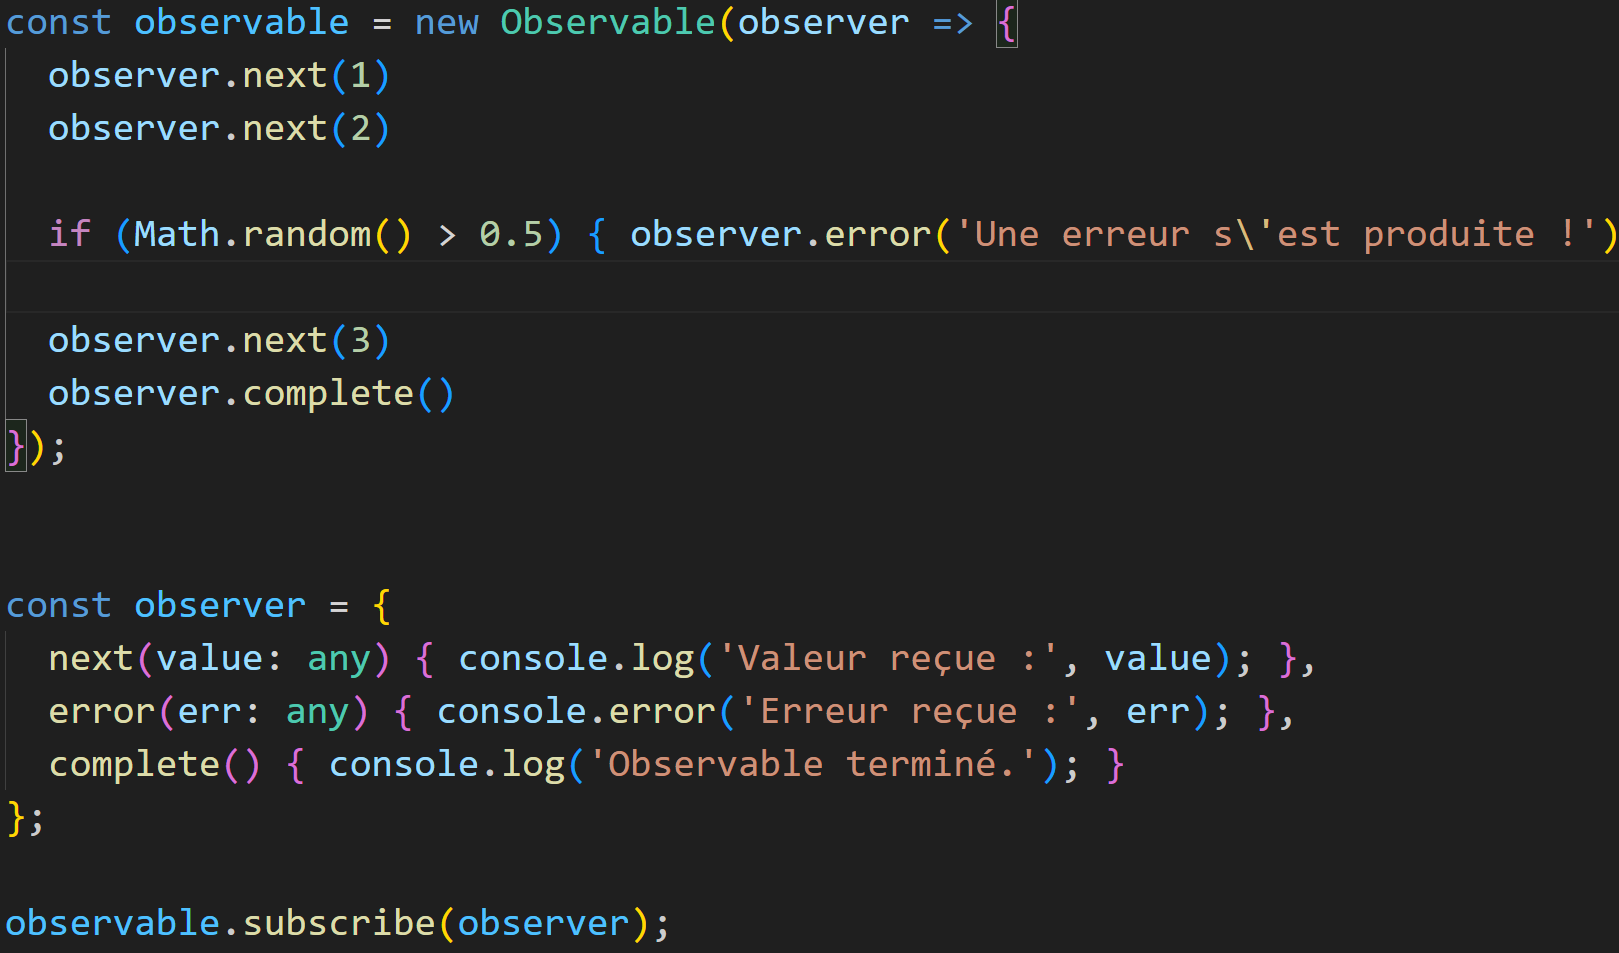 const observable = new Observable(observer => {
  observer.next(1)
  observer.next(2)
  if (Math.random() > 0.5) { observer.error('Une erreur s\'est produite !')
  observer.next(3)
  observer.complete()
});
const observer = {
  next(value: any) { console.log('Valeur reçue :', value); },
  error(err: any) { console.error('Erreur reçue :', err); },
  complete() { console.log('Observable terminé.'); }
};
observable.subscribe(observer);